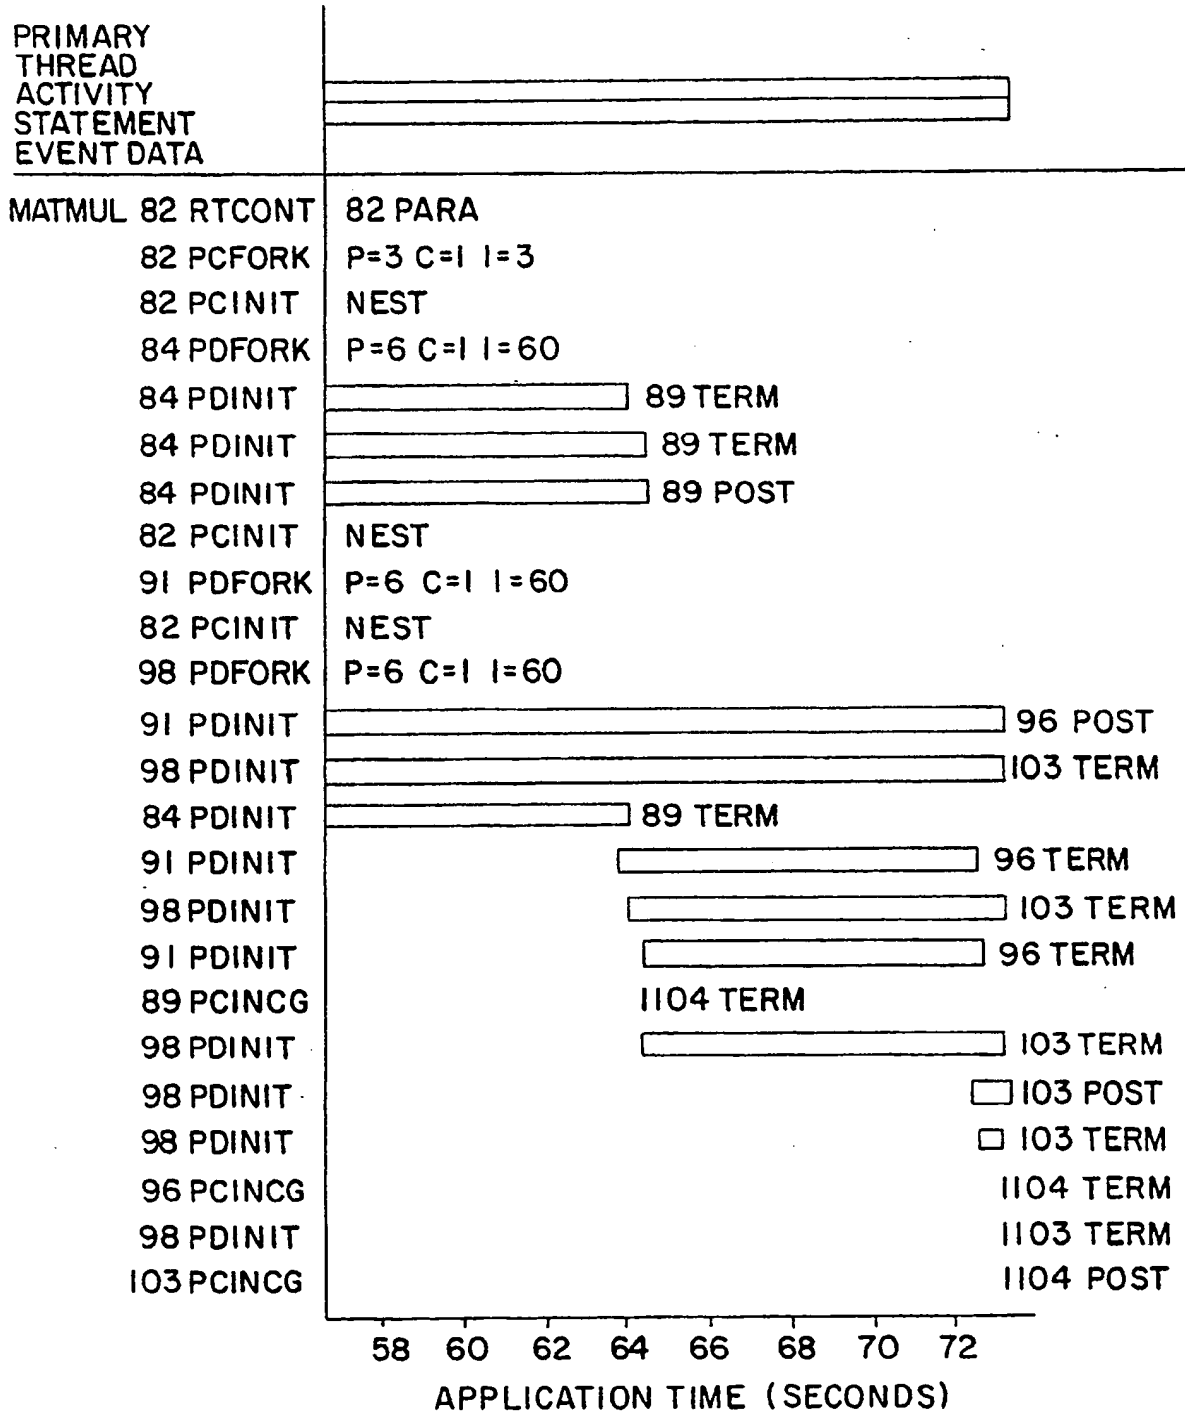 PRIMARY
THREAD
ACTIVITY
STATEMENT
EVENT DATA
MATMUL 82 RTCONT 82 PARA
82 PCFORK P=3 C=1 I=3
82 PCINIT NEST
84 PDFORK P=6 C=1 I=60
84 PDINIT 89 TERM
84 PDINIT 89 TERM
84 PDINIT 89 POST
82 PCINIT NEST
91 PDFORK P=6 C=1 I=60
82 PCINIT NEST
98 PDFORK P=6 C=1 I=60
91 PDINIT 96 POST
98 PDINIT 103 TERM
84 PDINIT 89 TERM
91 PDINIT 96 TERM
98 PDINIT 103 TERM
91 PDINIT 96 TERM
89 PCINCG 1104 TERM
98 PDINIT 103 TERM
98 PDINIT 103 POST
98 PDINIT 103 TERM
96 PCINCG 1104 TERM
98 PDINIT 1103 TERM
103 PCINCG 1104 POST
58 60 62 64 66 68 70 72
APPLICATION TIME (SECONDS)